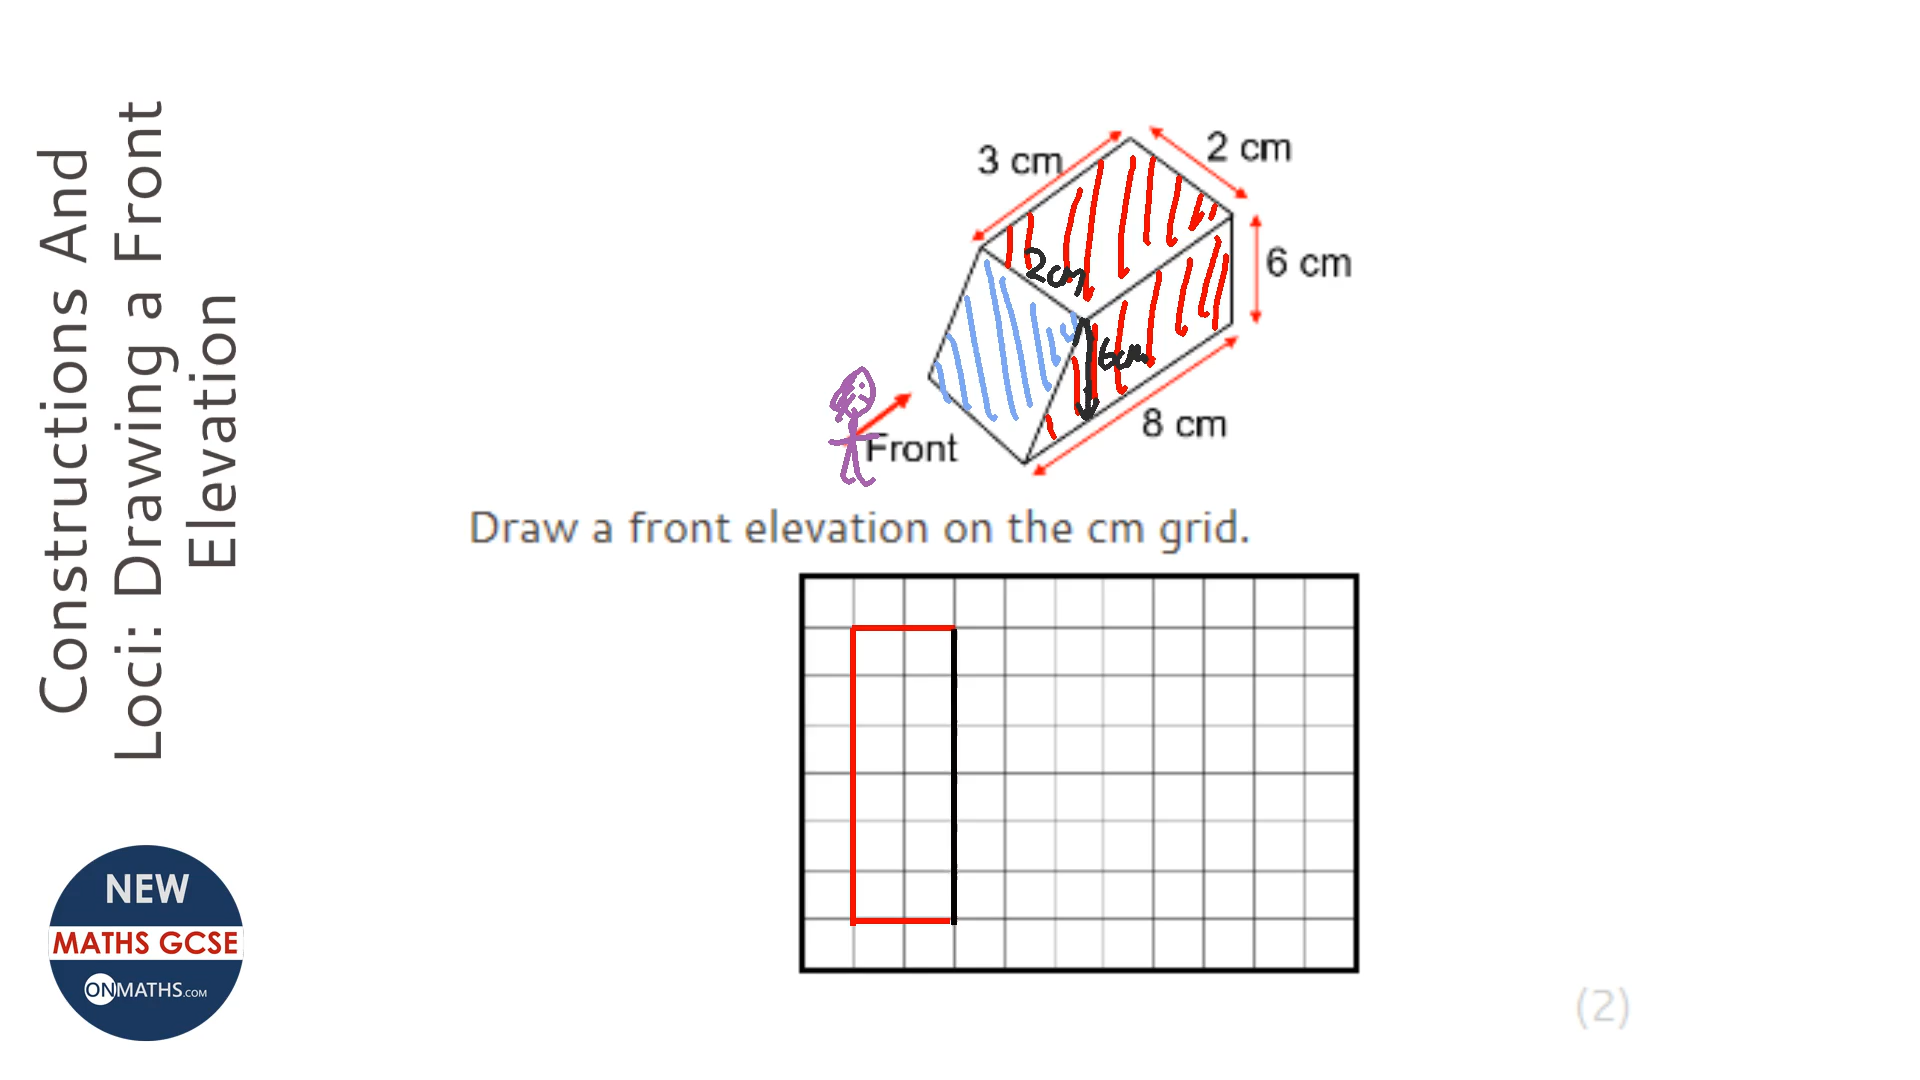 Constructions And
Loci: Drawing a Front
Elevation
3 cm
2 cm
2cm
6 cm
6cm
8 cm
Front
Draw a front elevation on the cm grid.
(2)
NEW
MATHS GCSE
ONMATHS.COM